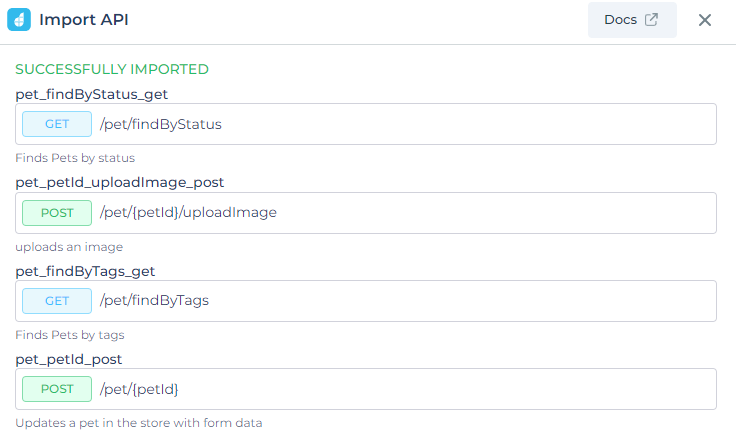 Import API
Docs
SUCCESSFULLY IMPORTED
pet_findByStatus_get
GET /pet/findByStatus
Finds Pets by status
pet_petId_uploadImage_post
POST /pet/{petId}/uploadImage
uploads an image
pet_findByTags_get
GET /pet/findByTags
Finds Pets by tags
pet_petId_post
POST /pet/{petId}
Updates a pet in the store with form data